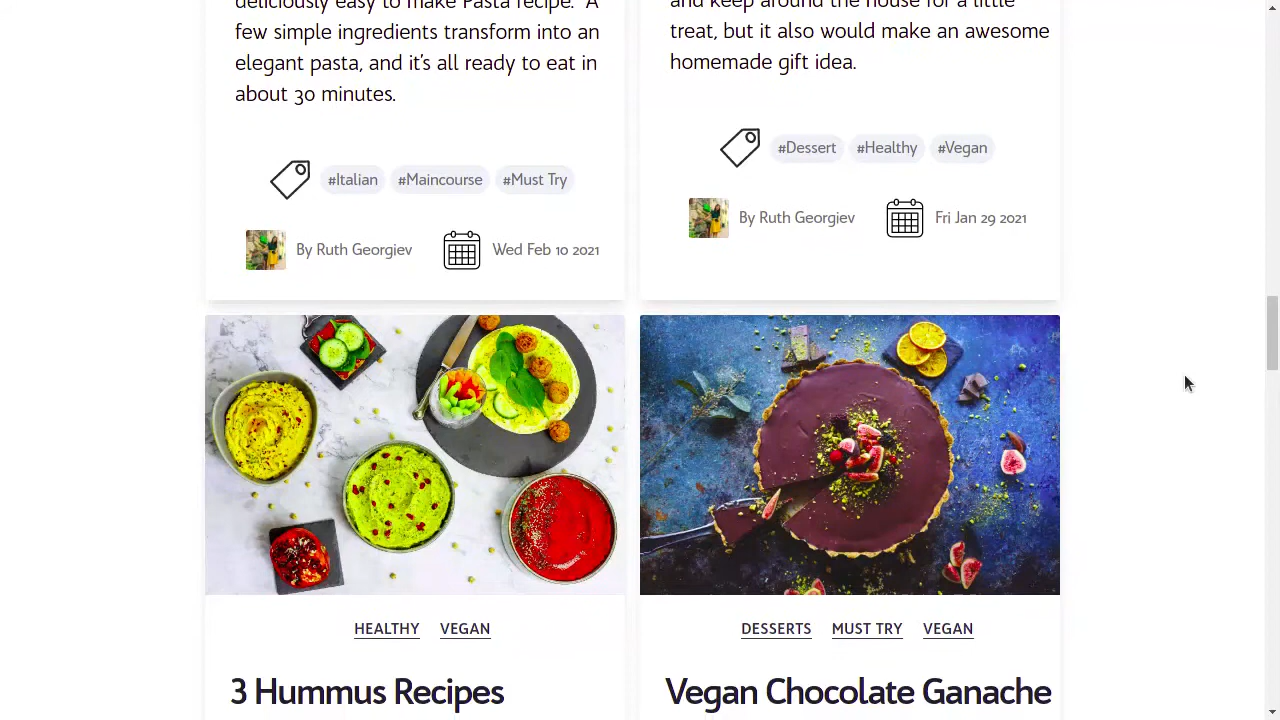 deliciously easy to make Pasta recipe. A
few simple ingredients transform into an
elegant pasta, and it's all ready to eat in
about 30 minutes.
#Italian #Maincourse #Must Try
By Ruth Georgiev Wed Feb 10 2021
and keep around the house for a little
treat, but it also would make an awesome
homemade gift idea.
#Dessert #Healthy #Vegan
By Ruth Georgiev Fri Jan 29 2021
HEALTHY VEGAN
3 Hummus Recipes
DESSERTS MUST TRY VEGAN
Vegan Chocolate Ganache